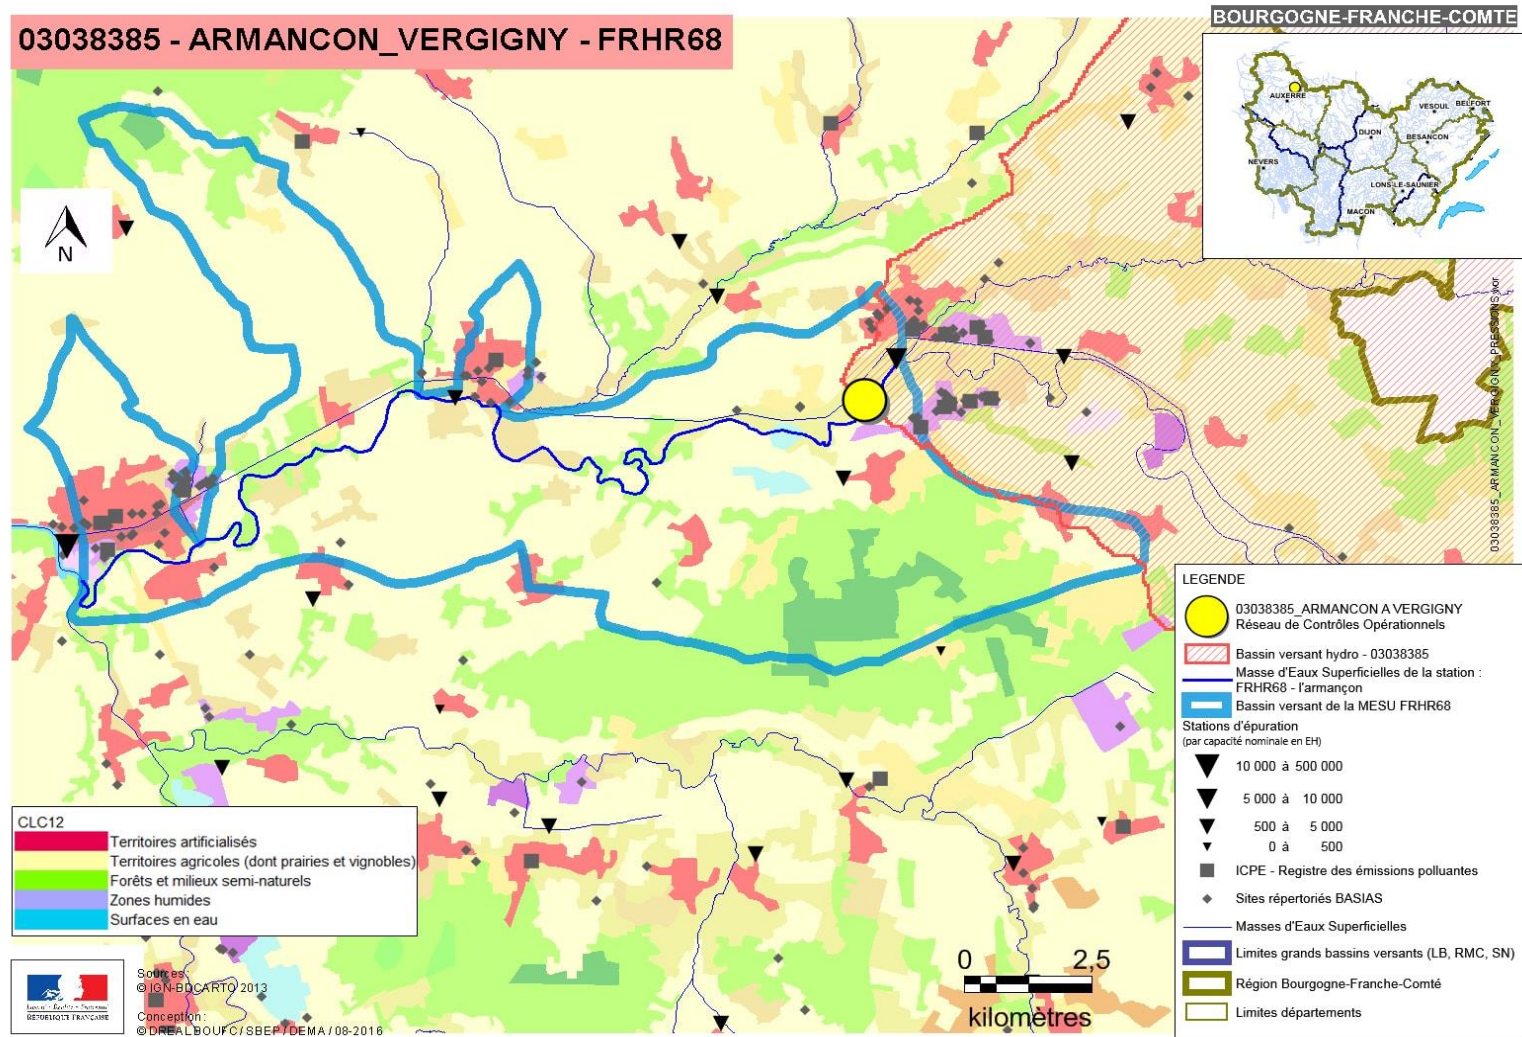 03038385 - ARMANCON_VERGIGNY - FRHR68
BOURGOGNE-FRANCHE-COMTE
AUXERRE
VESOUL
BELFORT
DIJON
BESANCON
NEVERS
LONS-LE-SAUNIER
MACON
N
03038385_ARMANCON_VERGIGNY_PRESSIONS.wor
LEGENDE
03038385_ARMANCON A VERGIGNY
Réseau de Contrôles Opérationnels
Bassin versant hydro - 03038385
Masse d'Eaux Superficielles de la station :
FRHR68 - l'armançon
Bassin versant de la MESU FRHR68
Stations d'épuration
(par capacité nominale en EH)
10 000 à 500 000
5 000 à 10 000
500 à 5 000
0 à 500
ICPE - Registre des émissions polluantes
Sites répertoriés BASIAS
Masses d'Eaux Superficielles
Limites grands bassins versants (LB, RMC, SN)
Région Bourgogne-Franche-Comté
Limites départements
CLC12
Territoires artificialisés
Territoires agricoles (dont prairies et vignobles)
Forêts et milieux semi-naturels
Zones humides
Surfaces en eau
0 2,5
kilomètres
Liberté • Égalité • Fraternité
RÉPUBLIQUE FRANÇAISE
Sources:
© IGN-BDCARTO 2013
Conception:
© DREAL BOUFC / SBEP / DEMA / 08-2016